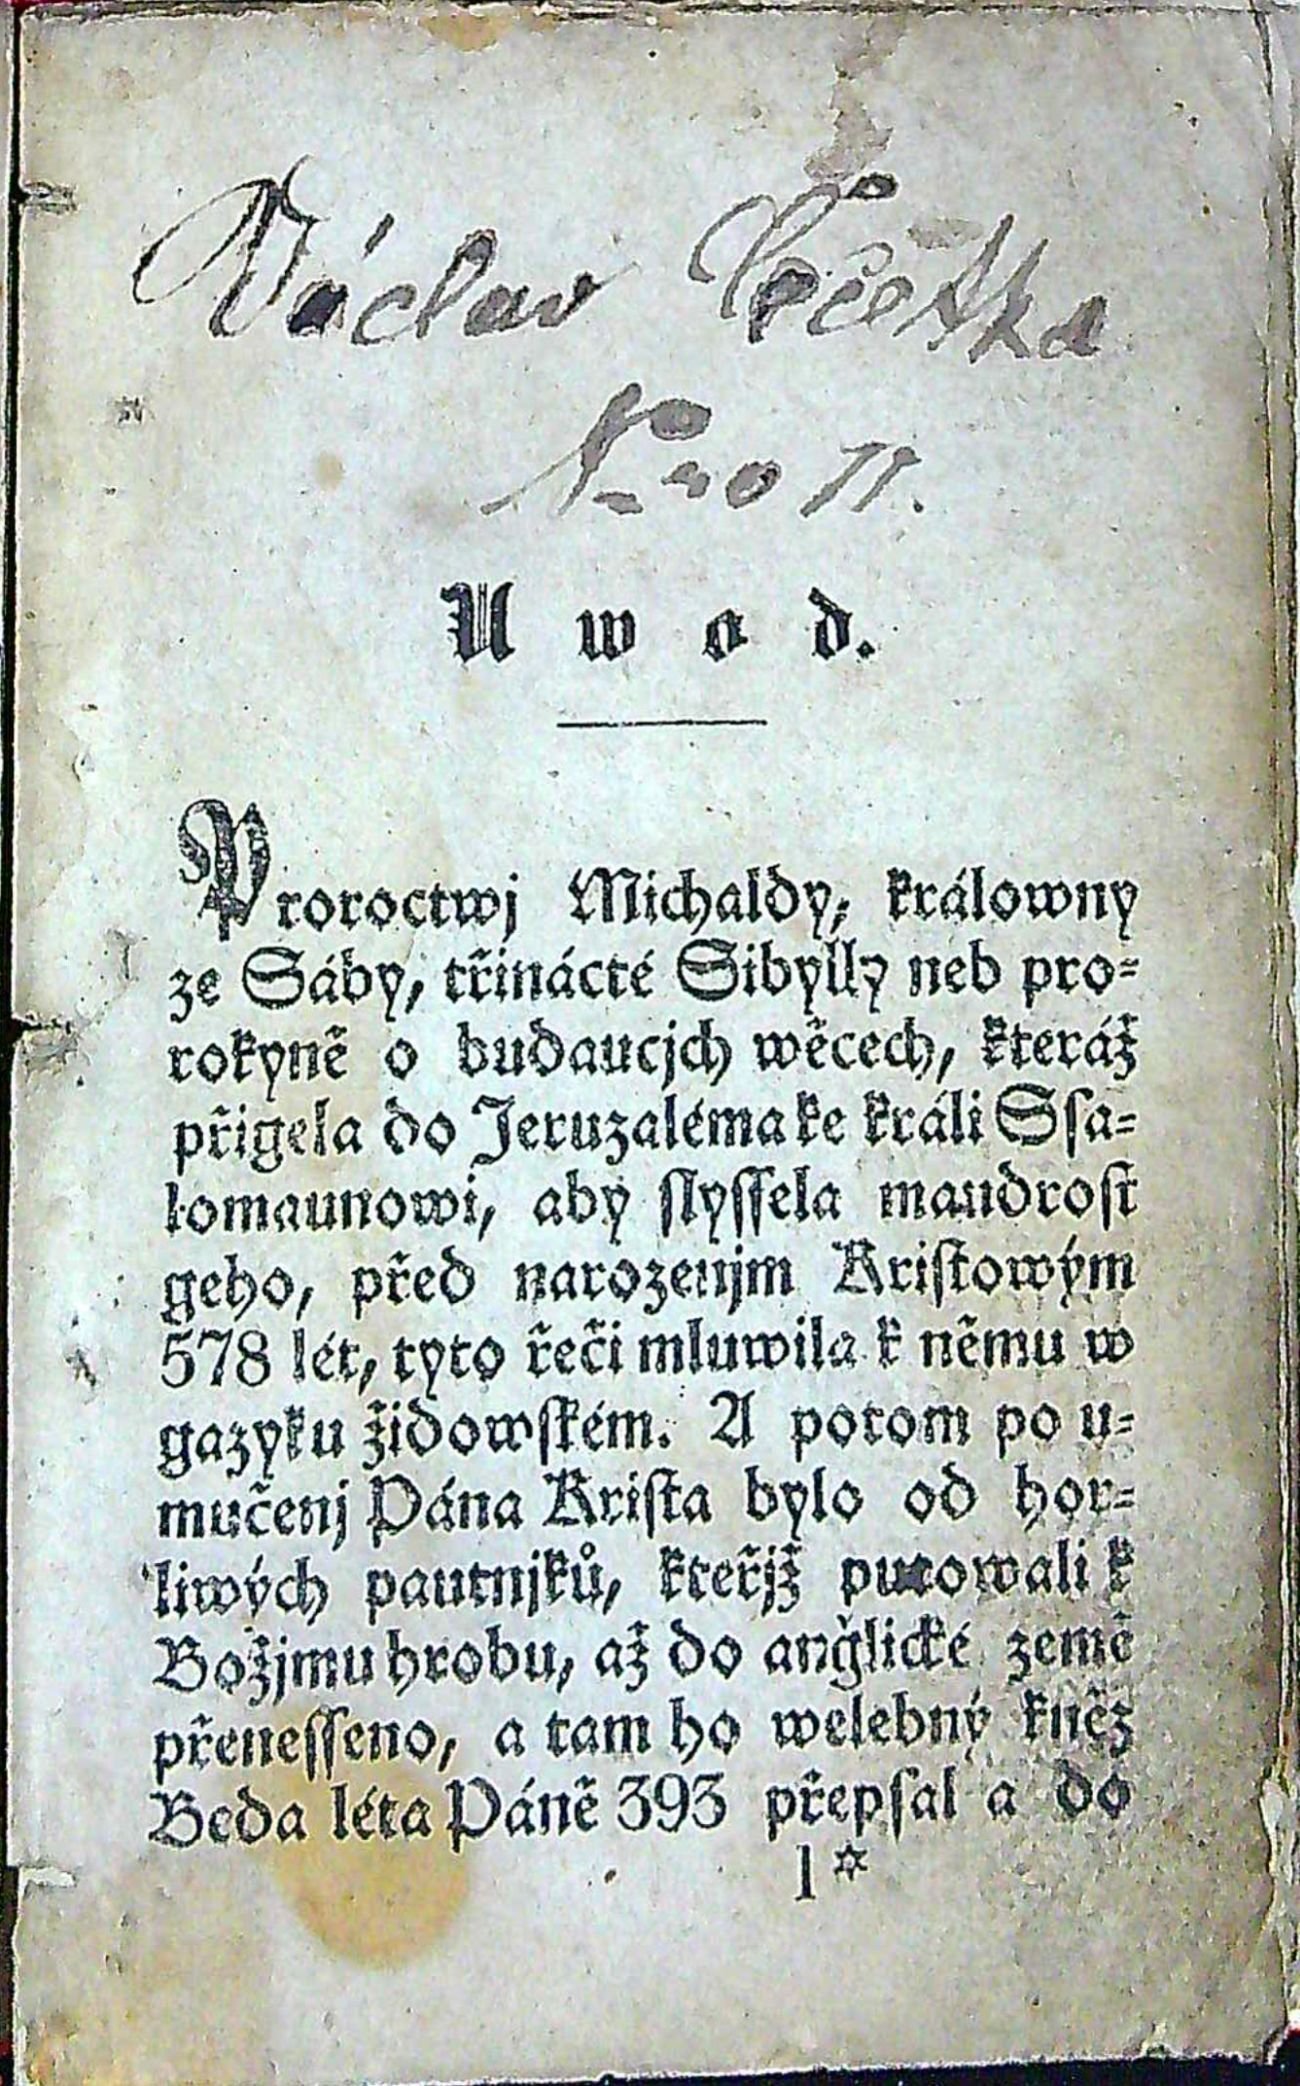 Václav
Nro 11.
Uwod.
Proroctwj Michaldy, králowny
ze Sáby, třinácté Sibylly neb pro=
rokyně o budaucjch wěcech, kteráž
přigela do Jeruzaléma ke králi Ssa=
lomaunowi, aby slyssela maudrost
geho, před narozenjm Kristowým
578 lét, tyto řeči mluwila k němu w
gazyku židowském. A potom po u=
mučenj Pána Krista bylo od hor=
liwých pautnjků, kteřjž putowali k
Božjmu hrobu, až do anğlické země
přenesseno, a tam ho welebný kněz
Beda léta Páně 393 přepsal a do
1*